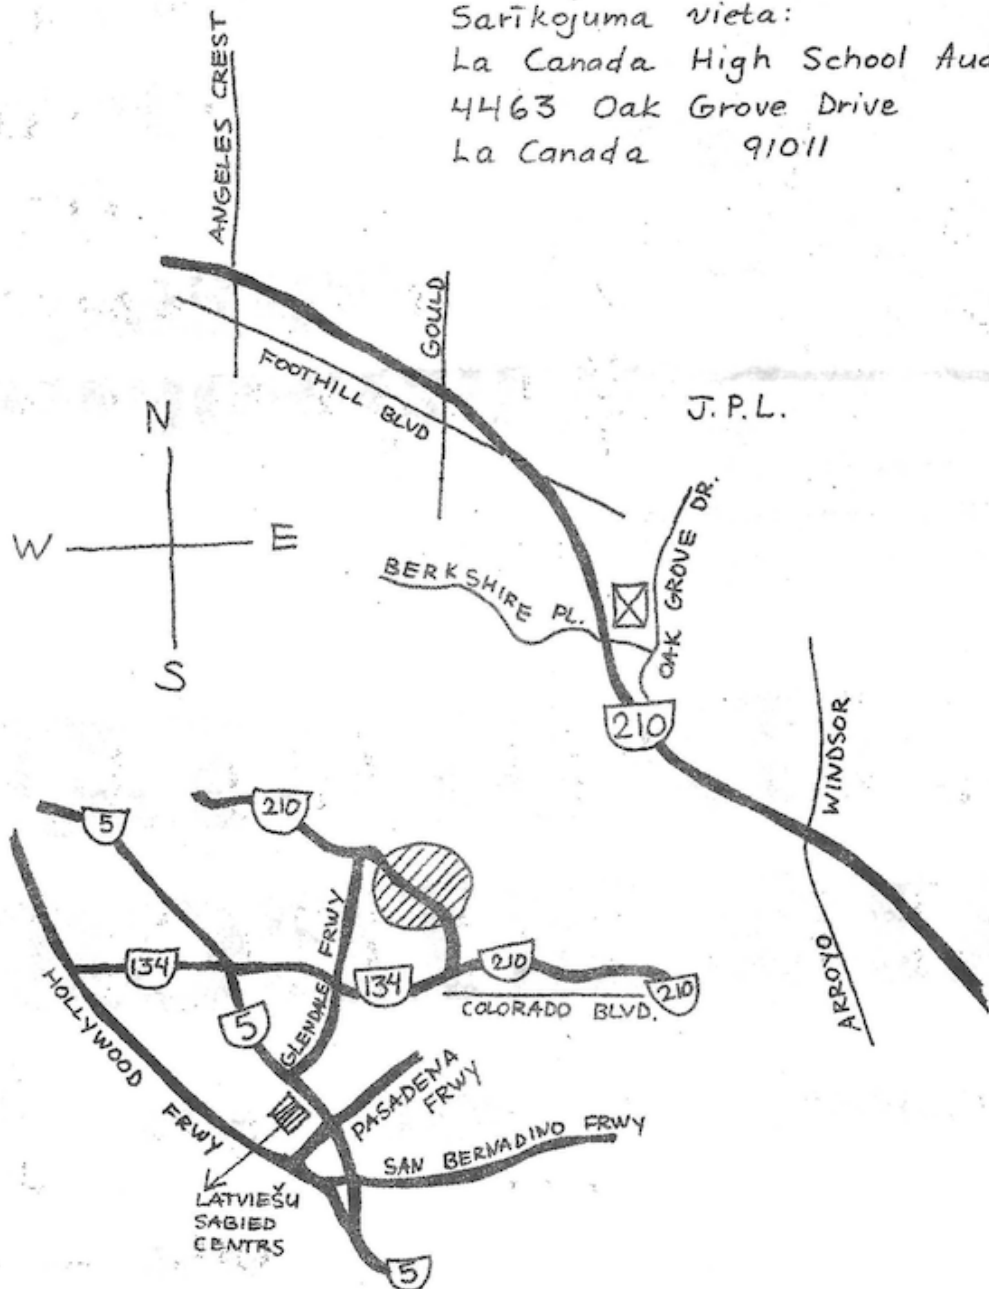 Sarīkojuma vieta:
La Canada High School
4463 Oak Grove Drive
La Canada 91011
ANGELES CREST
GOULD
FOOTHILL BLVD
J.P.L.
N
W
E
S
BERKSHIRE PL.
OAK GROVE DR.
210
WINDSOR
ARROYO
5
210
134
GLENDALE FRWY
134
210
210
COLORADO BLVD.
HOLLYWOOD FRWY
5
PASADENA
FRWY
SAN BERNADINO FRWY
LATVIEŠU
SABIED
CENTRS
5